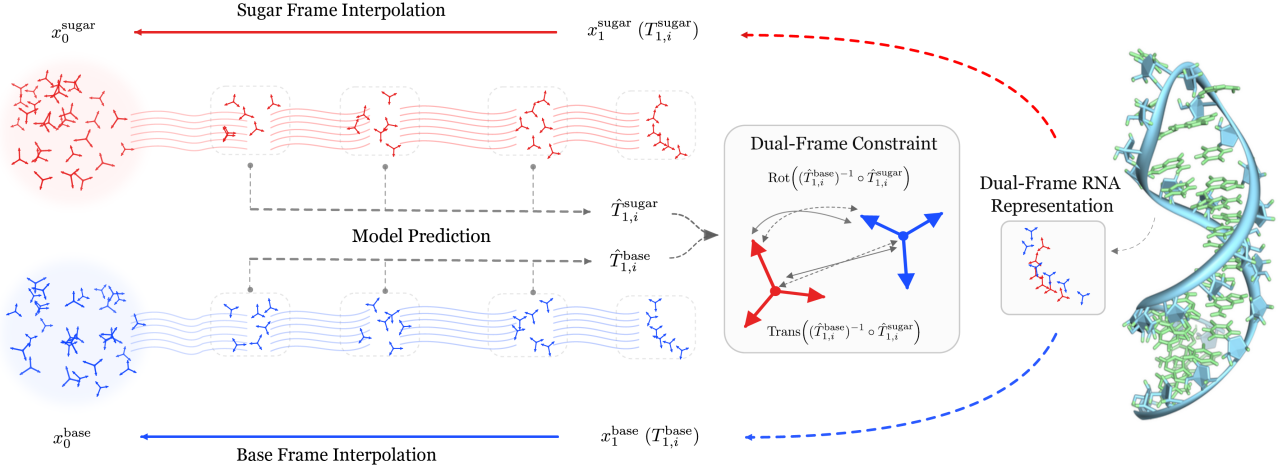 Sugar Frame Interpolation
x_0^sugar
x_1^sugar (T_{1,i}^sugar)
Dual-Frame Constraint
Rot((T̂_{1,i}^base)^{-1} ∘ T̂_{1,i}^sugar)
Dual-Frame RNA
Representation
T̂_{1,i}^sugar
Model Prediction
T̂_{1,i}^base
Trans((T̂_{1,i}^base)^{-1} ∘ T̂_{1,i}^sugar)
x_0^base
x_1^base (T_{1,i}^base)
Base Frame Interpolation